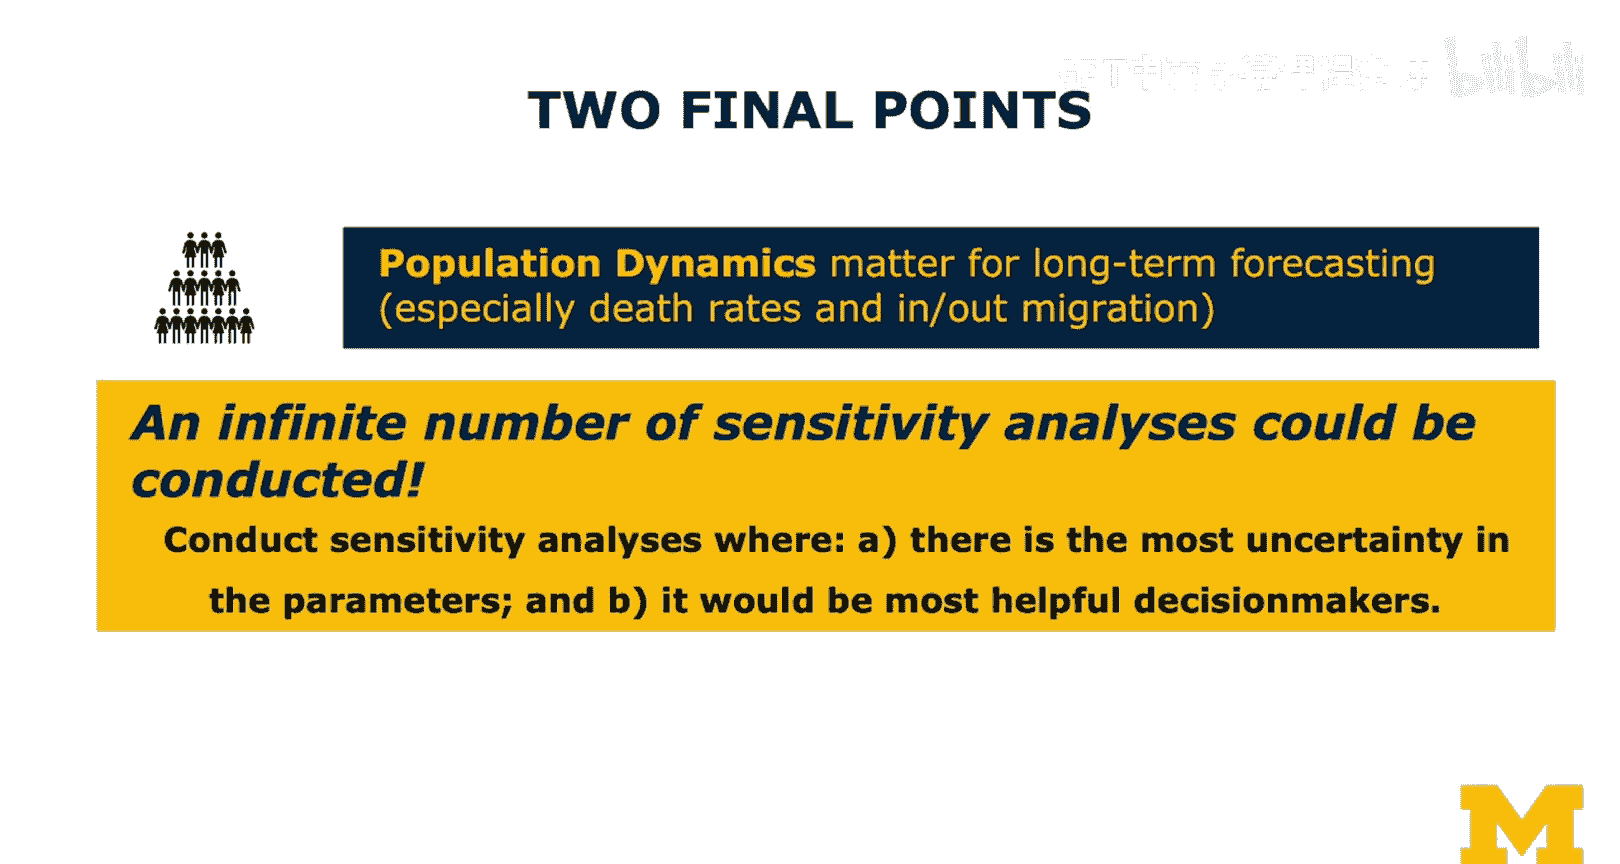 bilibili
TWO FINAL POINTS
Population Dynamics matter for long-term forecasting
(especially death rates and in/out migration)
An infinite number of sensitivity analyses could be
conducted!
Conduct sensitivity analyses where: a) there is the most uncertainty in
the parameters; and b) it would be most helpful decisionmakers.
M